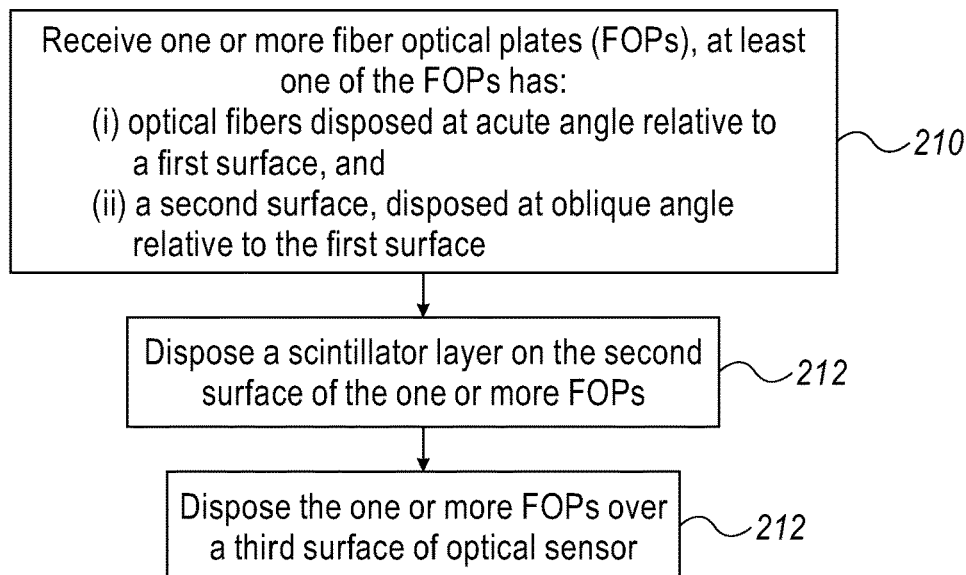 Receive one or more fiber optical plates (FOPs), at least
one of the FOPs has:
(i) optical fibers disposed at acute angle relative to
a first surface, and
(ii) a second surface, disposed at oblique angle
relative to the first surface
210
Dispose a scintillator layer on the second
surface of the one or more FOPs
212
Dispose the one or more FOPs over
a third surface of optical sensor
212